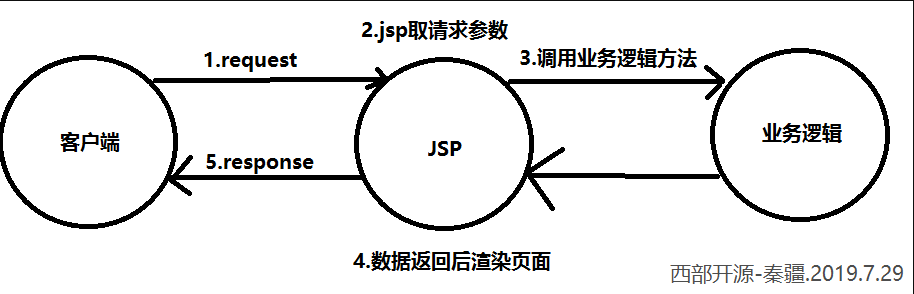 2.jsp取请求参数
1.request
3.调用业务逻辑方法
客户端
JSP
业务逻辑
5.response
4.数据返回后渲染页面
西部开源-秦疆.2019.7.29